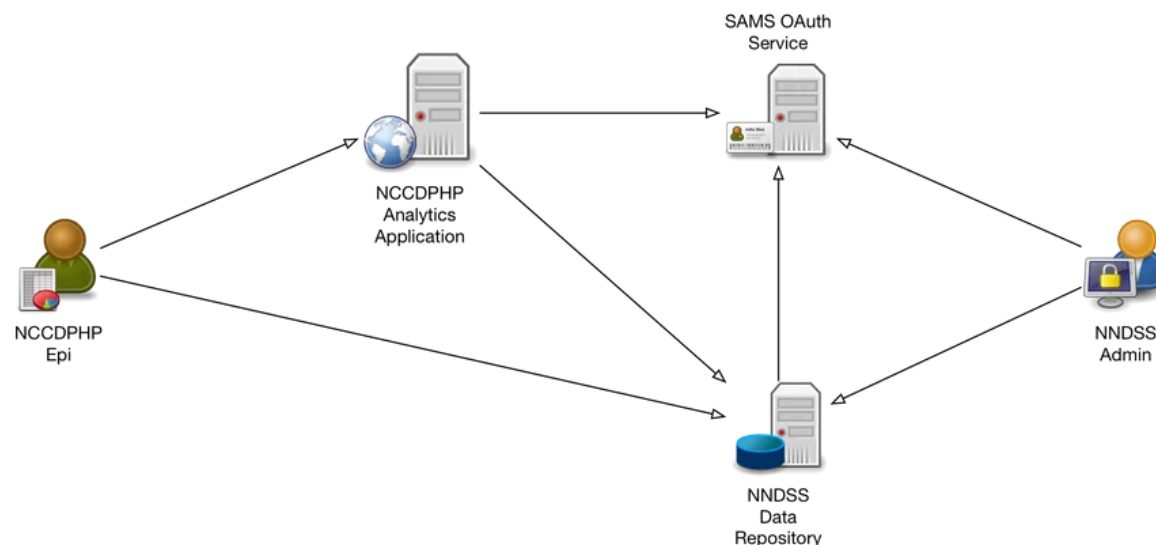 SAMS OAuth
Service
NCCDPHP
Analytics
Application
NCCDPHP
Epi
NNDSS
Admin
NNDSS
Data
Repository